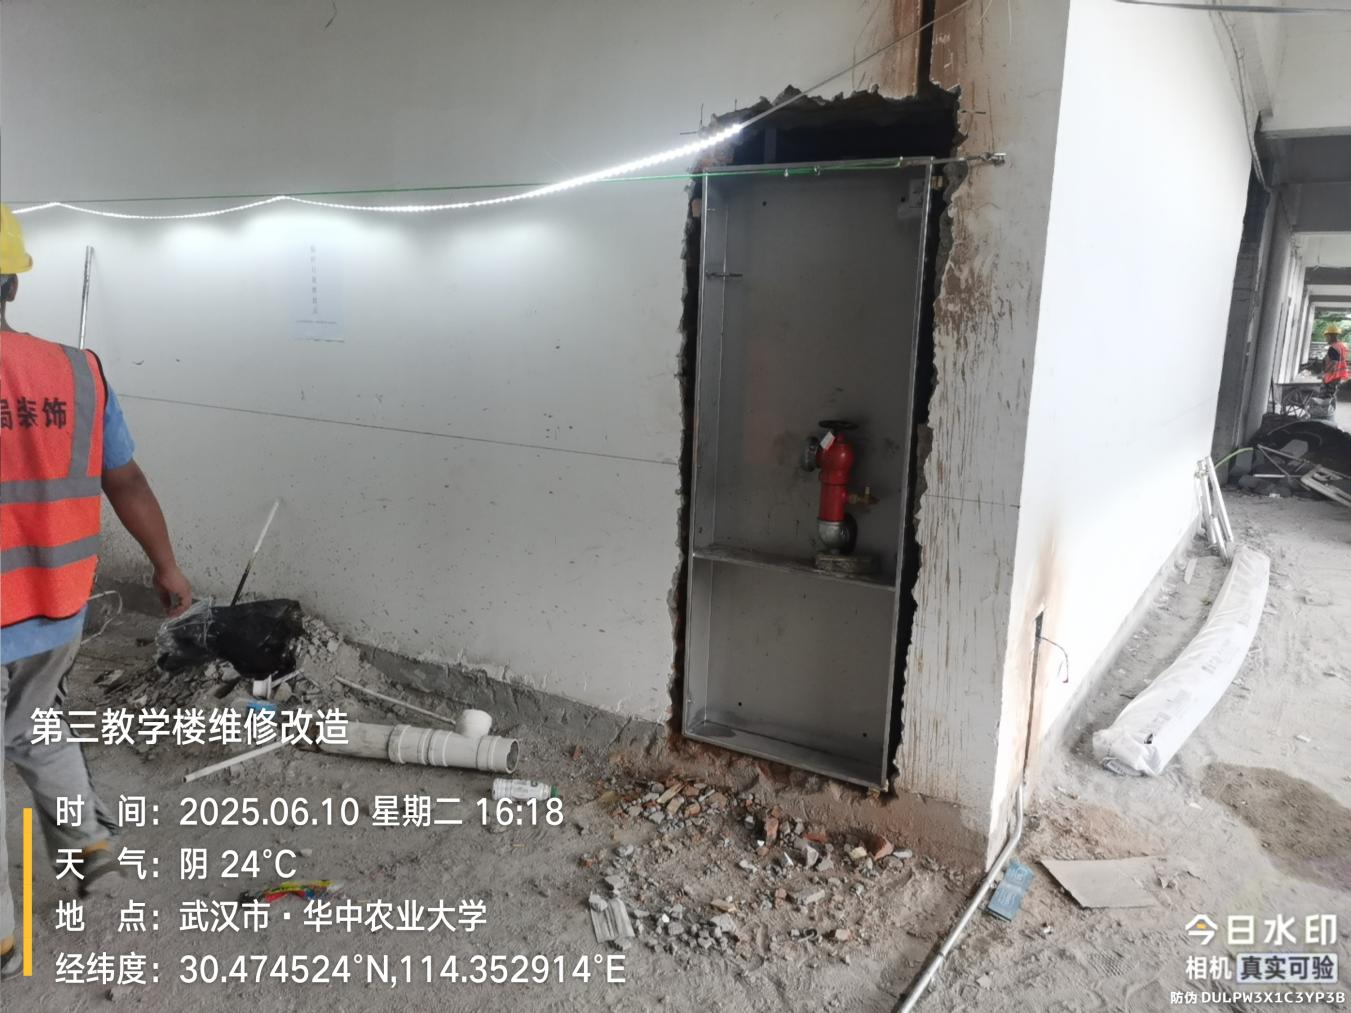 局装饰
第三教学楼维修改造
时 间：2025.06.10 星期二 16:18
天 气：阴 24°C
地 点：武汉市·华中农业大学
经纬度：30.474524°N,114.352914°E
今日水印
相机 真实可验
防伪 DULPW3X1C3YP3B